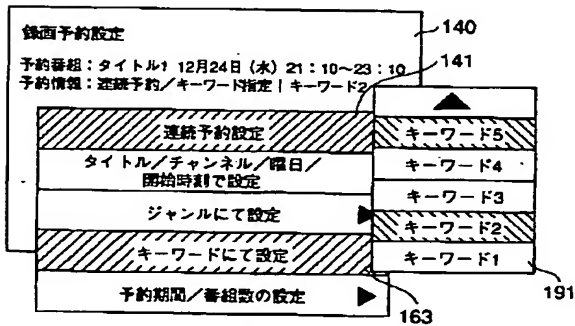 録画予約設定
140
予約番組：タイトル1 12月24日（水）21：10～23：10
予約情報：連続予約／キーワード指定｜キーワード2
141
連続予約設定
タイトル／チャンネル／曜日／
開始時刻で設定
ジャンルにて設定
キーワードにて設定
予約期間／番組数の設定
163
キーワード5
キーワード4
キーワード3
キーワード2
キーワード1
191